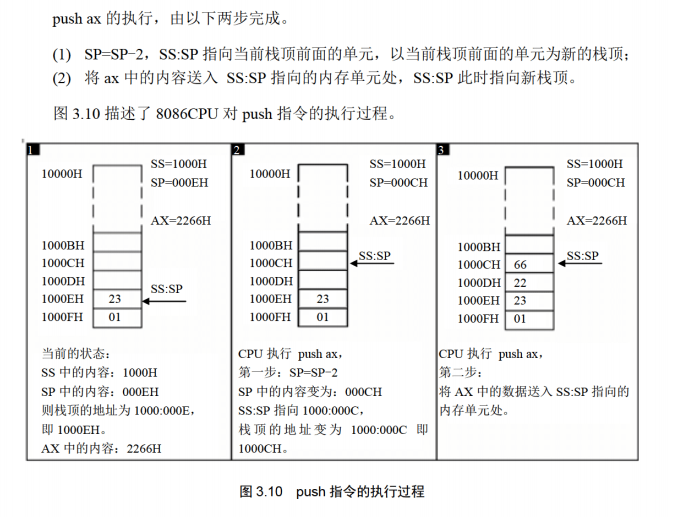 push ax 的执行，由以下两步完成。
(1) SP=SP-2，SS:SP 指向当前栈顶前面的单元，以当前栈顶前面的单元为新的栈顶；
(2) 将 ax 中的内容送入 SS:SP 指向的内存单元处，SS:SP 此时指向新栈顶。
图 3.10 描述了 8086CPU 对 push 指令的执行过程。
1
10000H
SS=1000H
SP=000EH
AX=2266H
1000BH
1000CH
1000DH
SS:SP
1000EH 23
1000FH 01
当前的状态：
SS 中的内容：1000H
SP 中的内容：000EH
则栈顶的地址为 1000:000E，
即 1000EH。
AX 中的内容：2266H
2
10000H
SS=1000H
SP=000CH
AX=2266H
1000BH
SS:SP
1000CH
1000DH
1000EH 23
1000FH 01
CPU 执行 push ax，
第一步：SP=SP-2
SP 中的内容变为：000CH
SS:SP 指向 1000:000C，
栈顶的地址变为 1000:000C 即
1000CH。
3
10000H
SS=1000H
SP=000CH
AX=2266H
1000BH
SS:SP
1000CH 66
1000DH 22
1000EH 23
1000FH 01
CPU 执行 push ax，
第二步：
将 AX 中的数据送入 SS:SP 指向的
内存单元处。
图 3.10 push 指令的执行过程